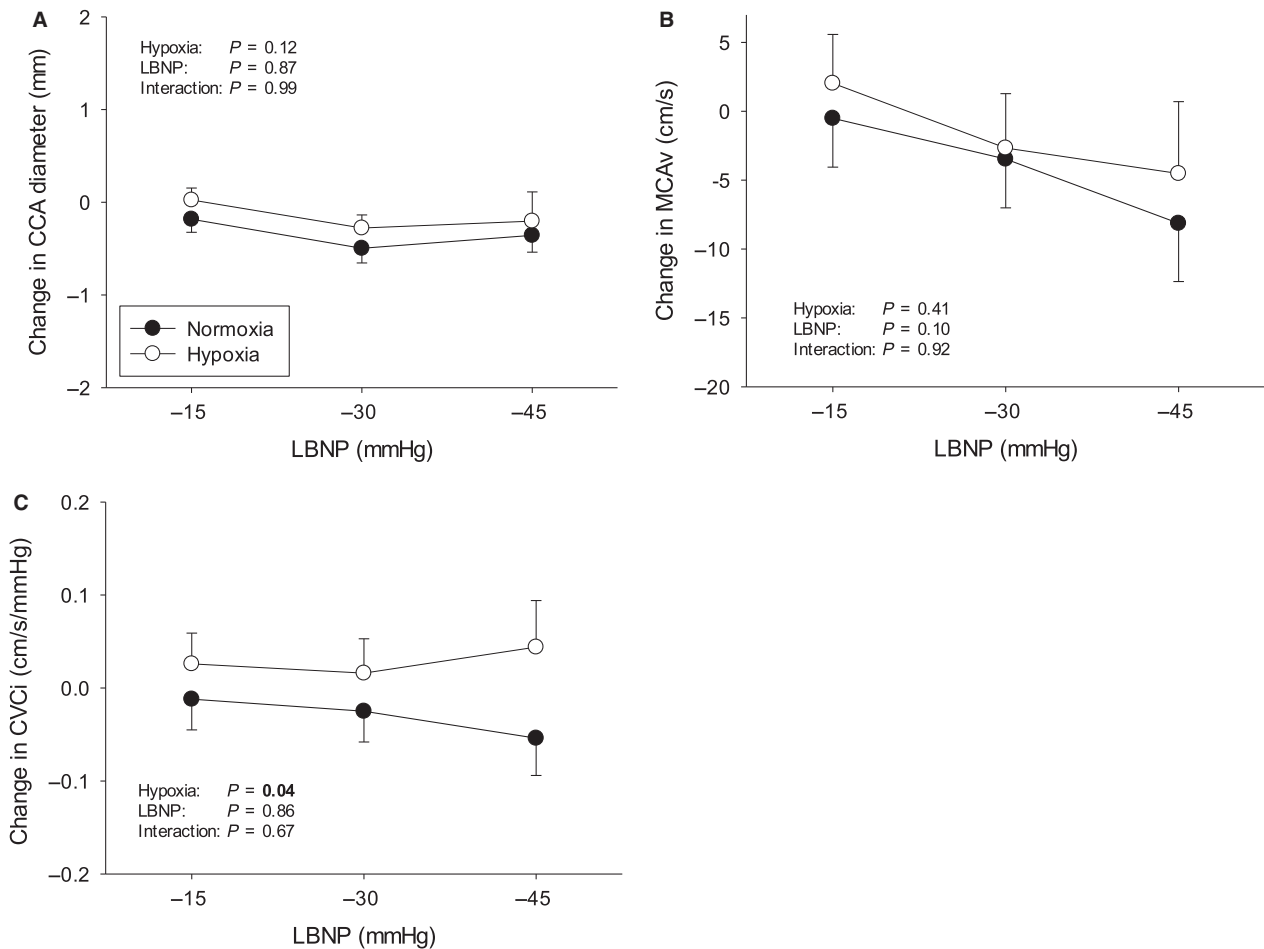 A
Change in CCA diameter (mm)
2
1
0
–1
–2
Hypoxia: P = 0.12
LBNP: P = 0.87
Interaction: P = 0.99
Normoxia
Hypoxia
–15 –30 –45
LBNP (mmHg)
B
Change in MCAv (cm/s)
5
0
-5
–10
–15
–20
Hypoxia: P = 0.41
LBNP: P = 0.10
Interaction: P = 0.92
–15 –30 –45
LBNP (mmHg)
C
Change in CVCi (cm/s/mmHg)
0.2
0.1
0.0
–0.1
–0.2
Hypoxia: P = 0.04
LBNP: P = 0.86
Interaction: P = 0.67
–15 –30 –45
LBNP (mmHg)